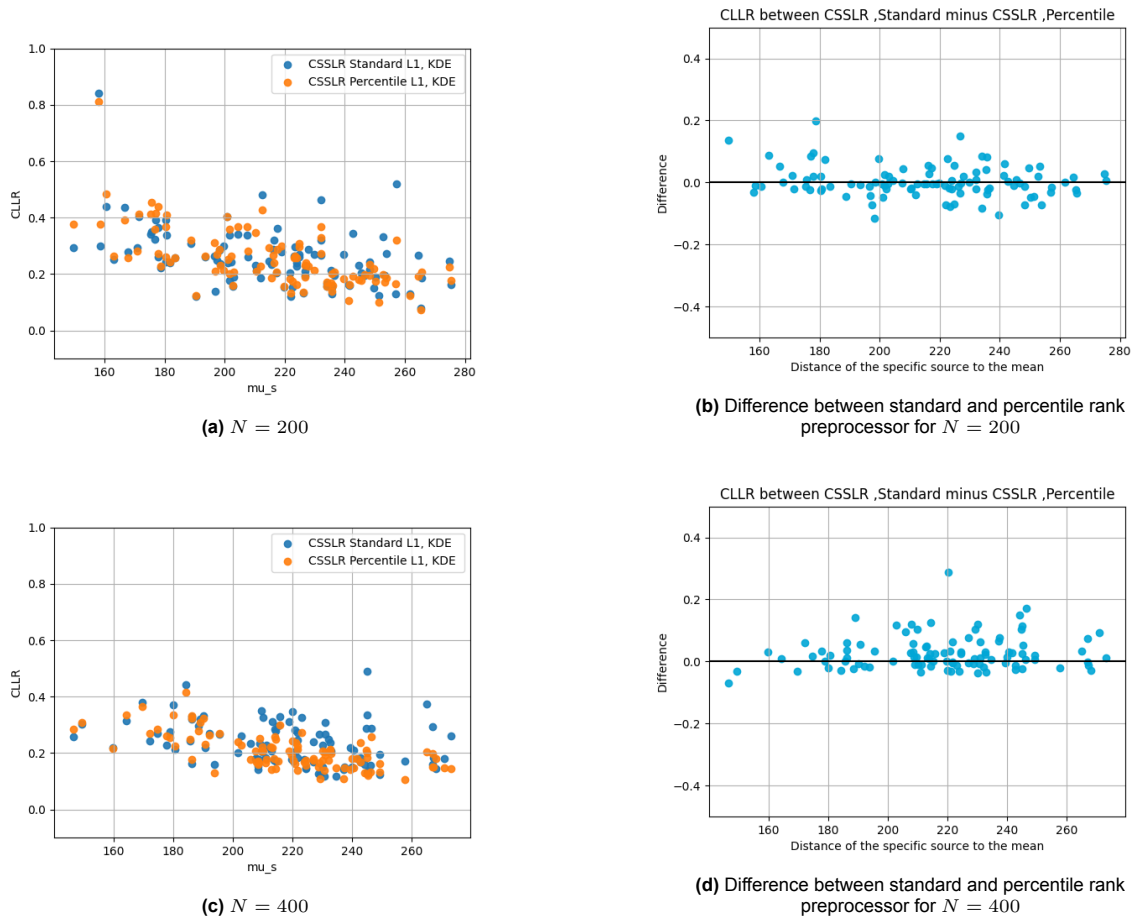 1.0
0.8
0.6
0.4
0.2
0.0
CLLR
CSSLR Standard L1, KDE
CSSLR Percentile L1, KDE
160 180 200 220 240 260 280
mu_s
(a) N = 200
CLLR between CSSLR ,Standard minus CSSLR ,Percentile
0.4
0.2
0.0
−0.2
−0.4
Difference
160 180 200 220 240 260 280
Distance of the specific source to the mean
(b) Difference between standard and percentile rank
preprocessor for N = 200
1.0
0.8
0.6
0.4
0.2
0.0
CLLR
CSSLR Standard L1, KDE
CSSLR Percentile L1, KDE
160 180 200 220 240 260
mu_s
(c) N = 400
CLLR between CSSLR ,Standard minus CSSLR ,Percentile
0.4
0.2
0.0
−0.2
−0.4
Difference
160 180 200 220 240 260
Distance of the specific source to the mean
(d) Difference between standard and percentile rank
preprocessor for N = 400